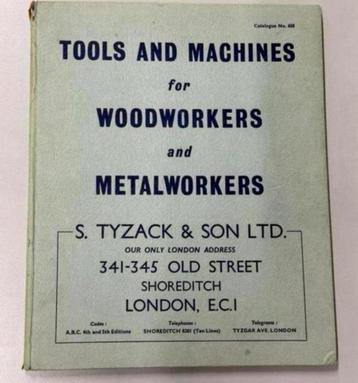 Catalogue No.
TOOLS AND MACHINES
for
WOODWORKERS
and
METALWORKERS
S. TYZACK & SON LTD.
OUR ONLY LONDON ADDRESS
341-345 OLD STREET
SHOREDITCH
LONDON, E.C.1
Codes : Telephone : Telegrams :
A.B.C. 4th and 5th Editions SHOREDITCH 8301 (Ten Lines) TYZGAR AVE. LONDON